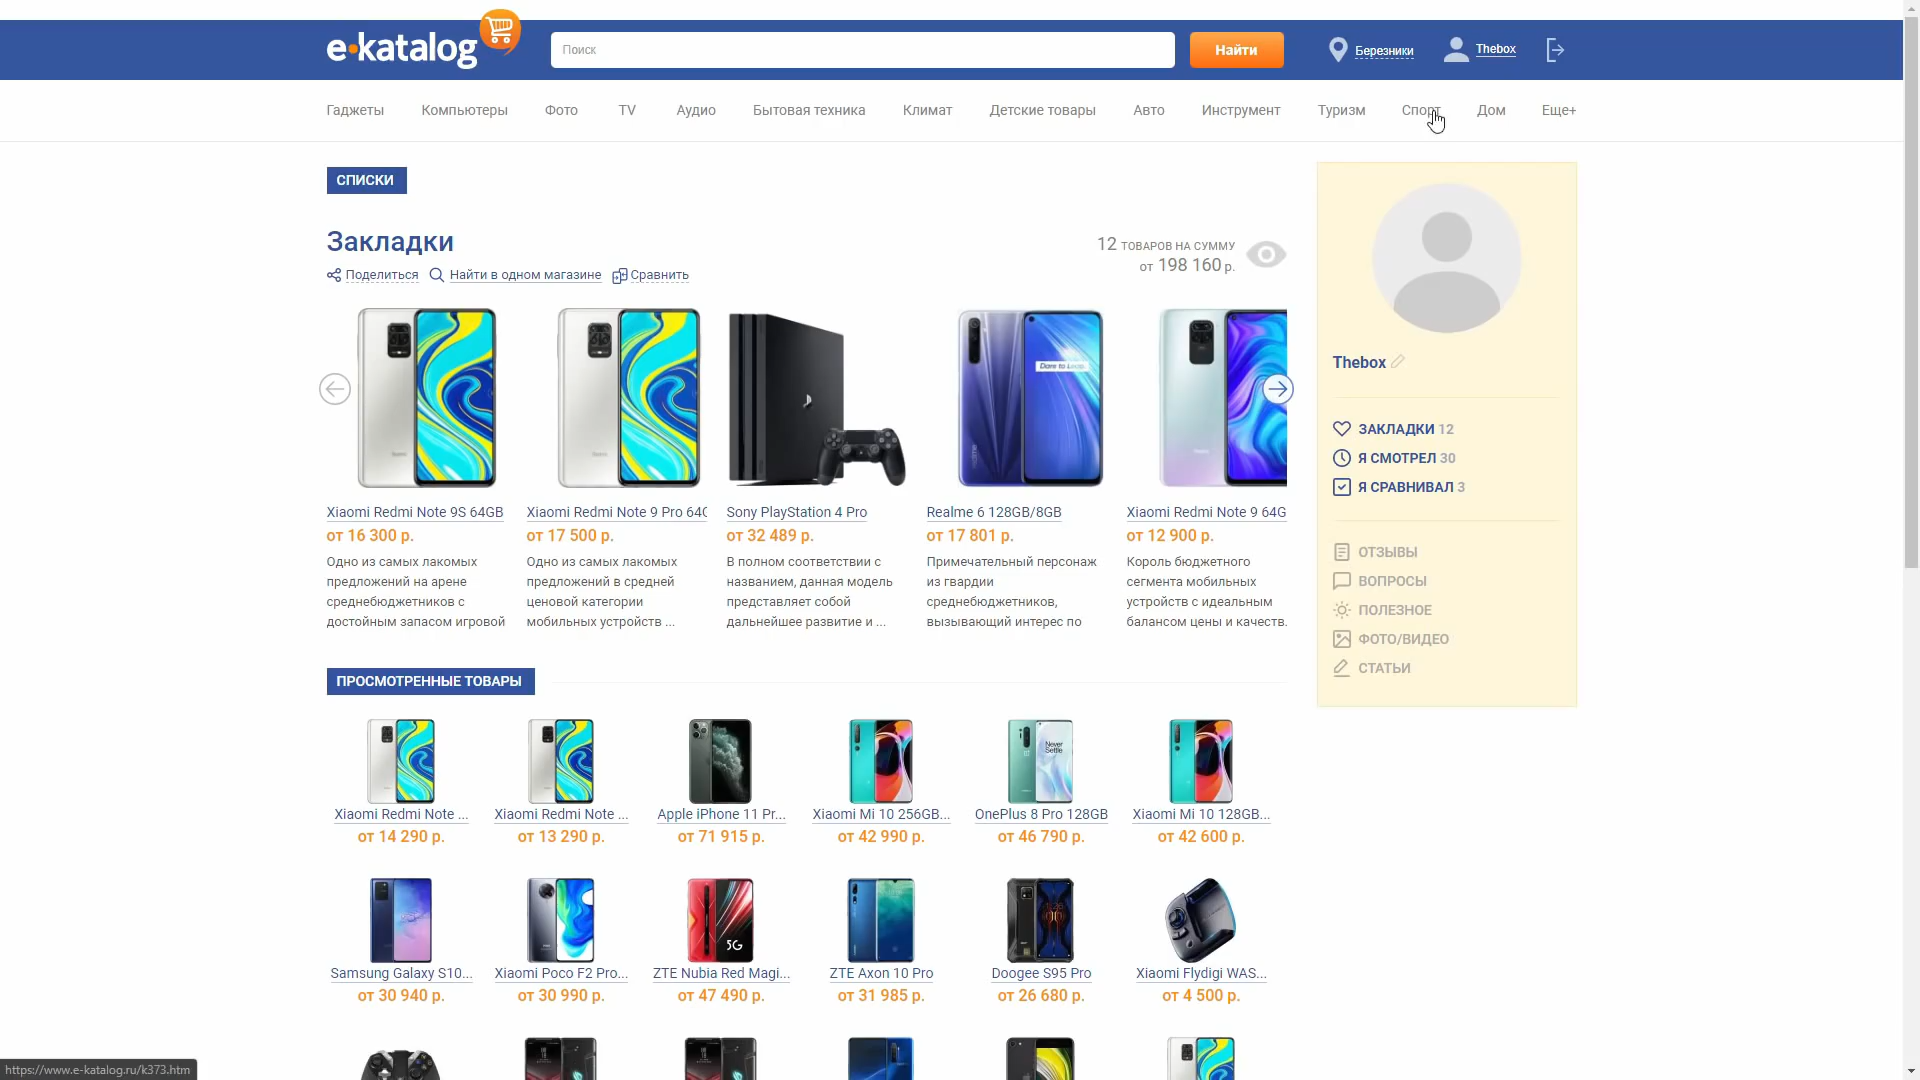 e•katalog
Поиск
Найти
Березники
Thebox
Гаджеты
Компьютеры
Фото
TV
Аудио
Бытовая техника
Климат
Детские товары
Авто
Инструмент
Туризм
Спорт
Дом
Еще+
СПИСКИ
Закладки
12 ТОВАРОВ НА СУММУ
от 198 160 р.
Поделиться
Найти в одном магазине
Сравнить
Xiaomi Redmi Note 9S 64GB
от 16 300 р.
Одно из самых лакомых
предложений на арене
среднебюджетников с
достойным запасом игровой
Xiaomi Redmi Note 9 Pro 64G
от 17 500 р.
Одно из самых лакомых
предложений в средней
ценовой категории
мобильных устройств ...
Sony PlayStation 4 Pro
от 32 489 р.
В полном соответствии с
названием, данная модель
представляет собой
дальнейшее развитие и ...
Dare to Leap
realme
Realme 6 128GB/8GB
от 17 801 р.
Примечательный персонаж
из гвардии
среднебюджетников,
вызывающий интерес по
Xiaomi Redmi Note 9 64G
от 12 900 р.
Король бюджетного
сегмента мобильных
устройств с идеальным
балансом цены и качеств.
Thebox
ЗАКЛАДКИ 12
Я СМОТРЕЛ 30
Я СРАВНИВАЛ 3
ОТЗЫВЫ
ВОПРОСЫ
ПОЛЕЗНОЕ
ФОТО/ВИДЕО
СТАТЬИ
ПРОСМОТРЕННЫЕ ТОВАРЫ
Xiaomi Redmi Note ...
от 14 290 р.
Xiaomi Redmi Note ...
от 13 290 р.
Apple iPhone 11 Pr...
от 71 915 р.
Xiaomi Mi 10 256GB...
от 42 990 р.
Never
Settle
OnePlus 8 Pro 128GB
от 46 790 р.
Xiaomi Mi 10 128GB...
от 42 600 р.
Samsung Galaxy S10...
от 30 940 р.
Xiaomi Poco F2 Pro...
от 30 990 р.
5G
ZTE Nubia Red Magi...
от 47 490 р.
ZTE Axon 10 Pro
от 31 985 р.
Doogee S95 Pro
от 26 680 р.
Xiaomi Flydigi WAS...
от 4 500 р.
https://www.e-katalog.ru/k373.htm